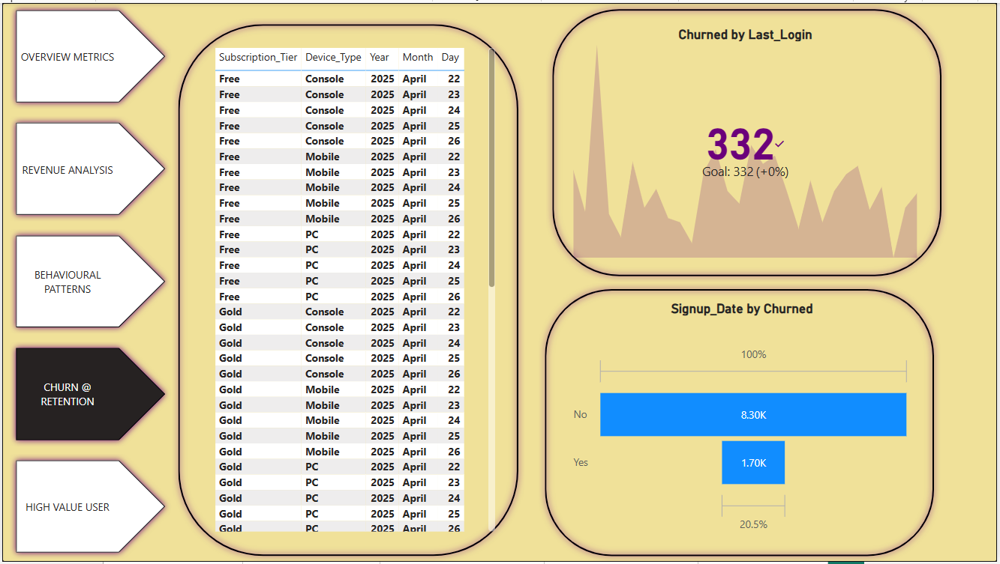 OVERVIEW METRICS
REVENUE ANALYSIS
BEHAVIOURAL
PATTERNS
CHURN @
RETENTION
HIGH VALUE USER
Subscription_Tier Device_Type Year Month Day
Free Console 2025 April 22
Free Console 2025 April 23
Free Console 2025 April 24
Free Console 2025 April 25
Free Console 2025 April 26
Free Mobile 2025 April 22
Free Mobile 2025 April 23
Free Mobile 2025 April 24
Free Mobile 2025 April 25
Free Mobile 2025 April 26
Free PC 2025 April 22
Free PC 2025 April 23
Free PC 2025 April 24
Free PC 2025 April 25
Free PC 2025 April 26
Gold Console 2025 April 22
Gold Console 2025 April 23
Gold Console 2025 April 24
Gold Console 2025 April 25
Gold Console 2025 April 26
Gold Mobile 2025 April 22
Gold Mobile 2025 April 23
Gold Mobile 2025 April 24
Gold Mobile 2025 April 25
Gold Mobile 2025 April 26
Gold PC 2025 April 22
Gold PC 2025 April 23
Gold PC 2025 April 24
Gold PC 2025 April 25
Gold PC 2025 April 26
Churned by Last_Login
332
Goal: 332 (+0%)
Signup_Date by Churned
100%
No 8.30K
Yes 1.70K
20.5%